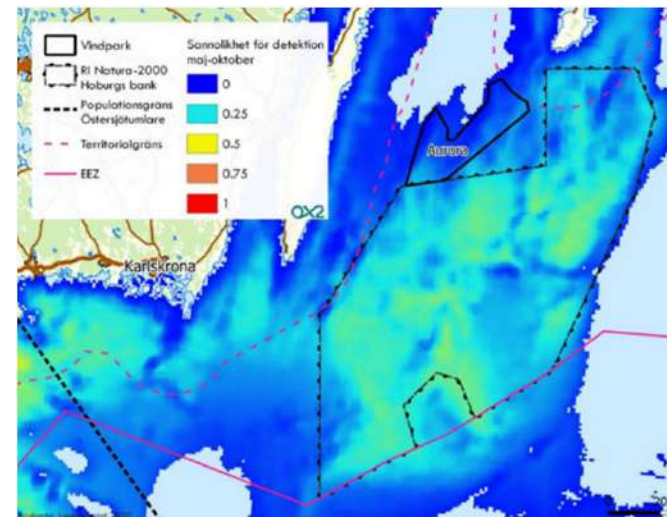 Vindpark
RI Natura-2000
Hoburgs bank
Populationsgräns
Östersjötumlare
Territorialgräns
EEZ
Sannolikhet för detektion
maj-oktober
0
0.25
0.5
0.75
1
OX2
Aurora
Karlskrona